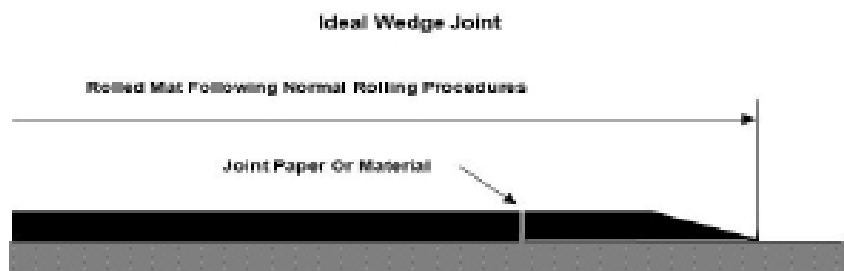 Ideal Wedge Joint
Rolled Mat Following Normal Rolling Procedures
Joint Paper Or Material